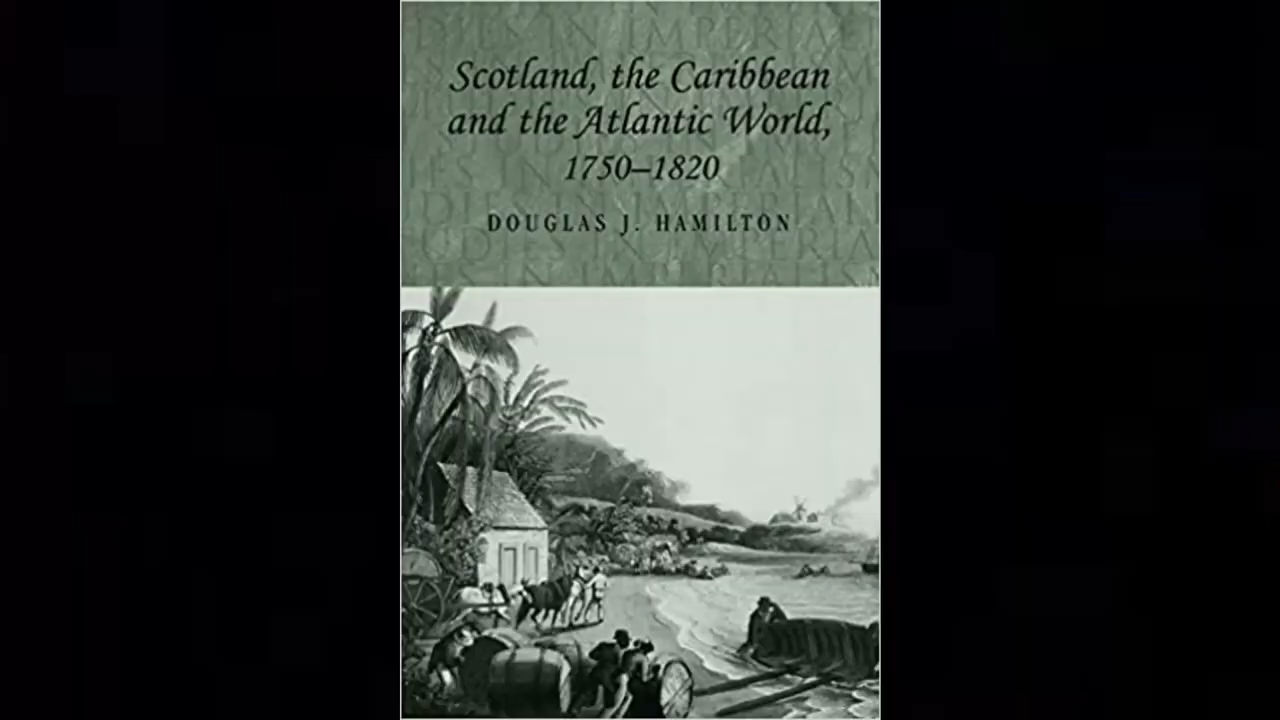 Scotland, the Caribbean
and the Atlantic World,
1750–1820
DOUGLAS J. HAMILTON